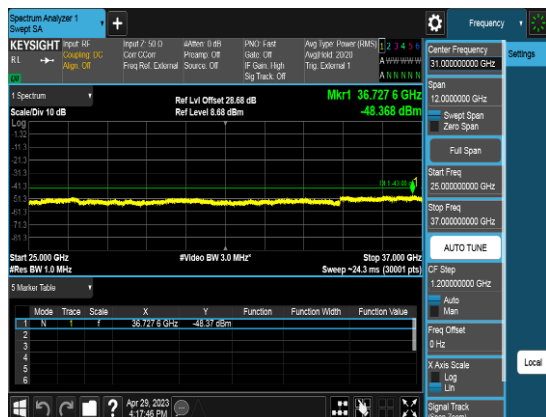 Spectrum Analyzer 1
Swept SA
Frequency
KEYSIGHT
Input: RF
Coupling: DC
Align: Off
Input Z: 50 Ω
Corr CCorr
Freq Ref: External
#Atten: 0 dB
Preamp: Off
Source: Off
PNO: Fast
Gate: Off
IF Gain: High
Sig Track: Off
Avg Type: Power (RMS)
Avg|Hold: 20/20
Trig: External 1
1 2 3 4 5 6
A W W W W W
A N N N N N
RL
LV
1 Spectrum
Scale/Div 10 dB
Log
Ref Lvl Offset 28.68 dB
Ref Level 8.68 dBm
Mkr1 36.727 6 GHz
-48.368 dBm
1.32
-11.3
-21.3
-31.3
-41.3
-51.3
-61.3
-71.3
-81.3
DL1 -43.00
1
Start 25.000 GHz
#Res BW 1.0 MHz
#Video BW 3.0 MHz*
Stop 37.000 GHz
Sweep ~24.3 ms (30001 pts)
5 Marker Table
Mode Trace Scale X Y Function Function Width Function Value
1 N 1 f 36.727 6 GHz -48.37 dBm
2
3
4
5
6
Apr 29, 2023
4:17:46 PM
Center Frequency
31.000000000 GHz
Span
12.0000000 GHz
Swept Span
Zero Span
Full Span
Start Freq
25.000000000 GHz
Stop Freq
37.000000000 GHz
AUTO TUNE
CF Step
1.200000000 GHz
Auto
Man
Freq Offset
0 Hz
X Axis Scale
Log
Lin
Signal Track
(Span Zoom)
Settings
Local